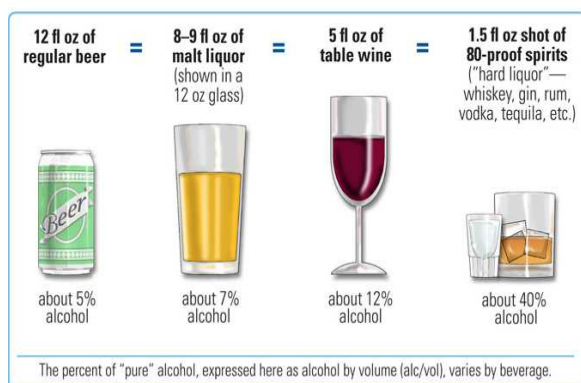 12 fl oz of
regular beer
=
8–9 fl oz of
malt liquor
(shown in a
12 oz glass)
=
5 fl oz of
table wine
=
1.5 fl oz shot of
80-proof spirits
("hard liquor"—
whiskey, gin, rum,
vodka, tequila, etc.)
Beer
about 5%
alcohol
about 7%
alcohol
about 12%
alcohol
about 40%
alcohol
The percent of "pure" alcohol, expressed here as alcohol by volume (alc/vol), varies by beverage.